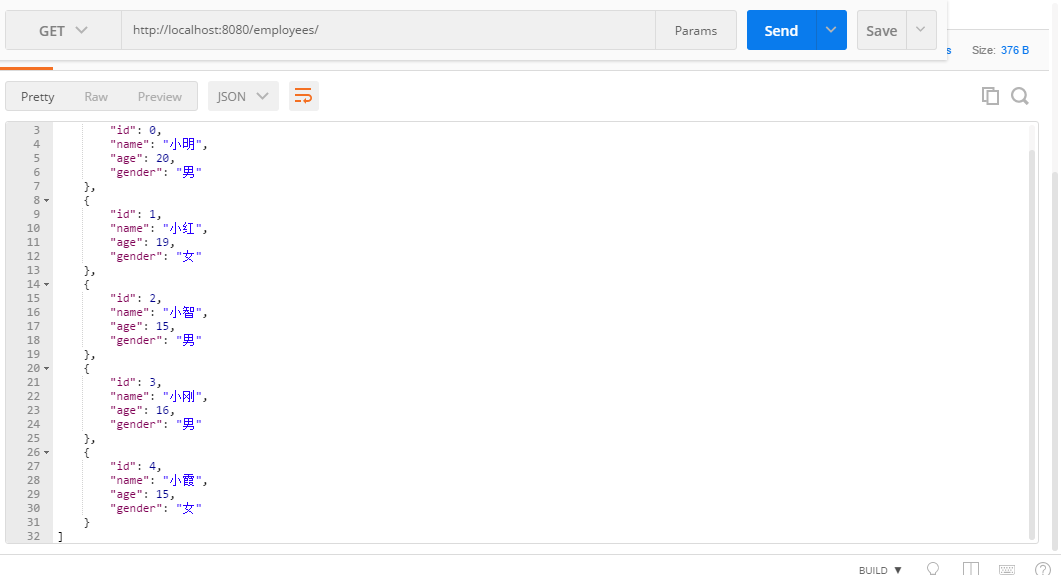 GET http://localhost:8080/employees/ Params Send Save
s Size: 376 B
Pretty Raw Preview JSON
3 "id": 0,
4 "name": "小明",
5 "age": 20,
6 "gender": "男"
7 },
8 {
9 "id": 1,
10 "name": "小红",
11 "age": 19,
12 "gender": "女"
13 },
14 {
15 "id": 2,
16 "name": "小智",
17 "age": 15,
18 "gender": "男"
19 },
20 {
21 "id": 3,
22 "name": "小刚",
23 "age": 16,
24 "gender": "男"
25 },
26 {
27 "id": 4,
28 "name": "小霞",
29 "age": 15,
30 "gender": "女"
31 }
32 ]
BUILD